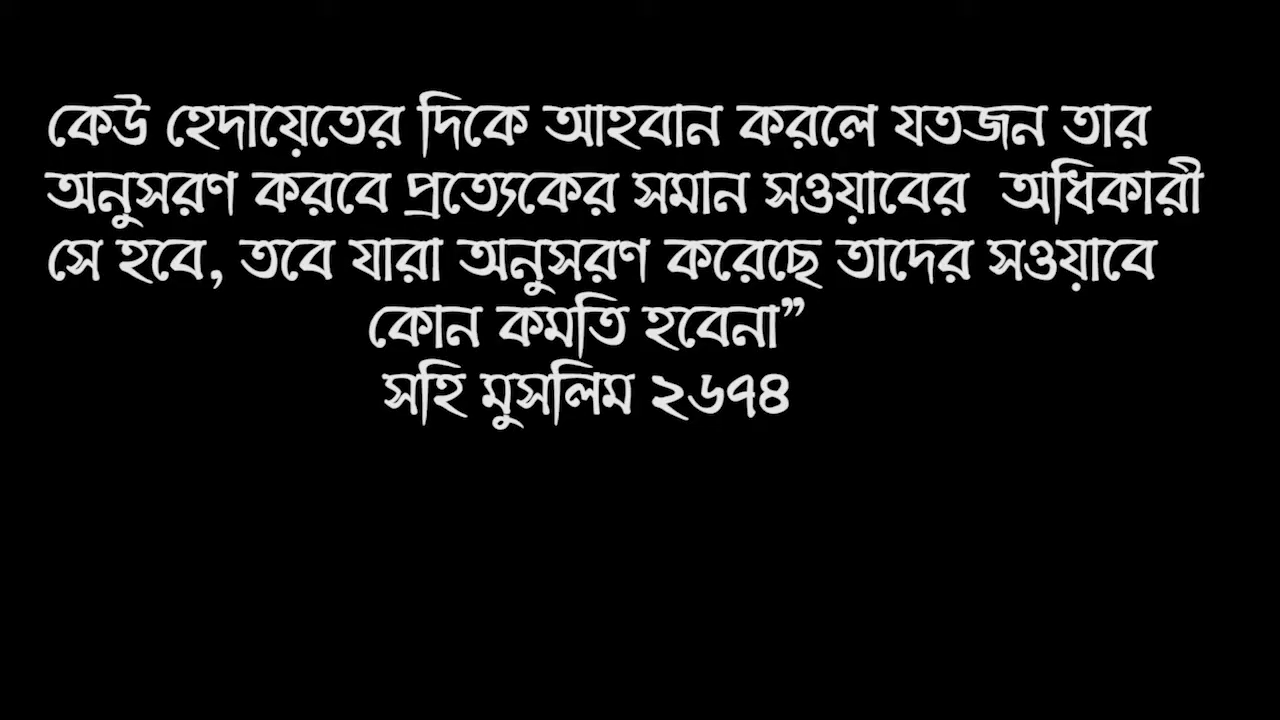 কেউ হেদায়েতের দিকে আহবান করলে যতজন তার
অনুসরণ করবে প্রত্যেকের সমান সওয়াবের অধিকারী
সে হবে, তবে যারা অনুসরণ করেছে তাদের সওয়াবে
কোন কমতি হবেনা”
সহি মুসলিম ২৬৭৪